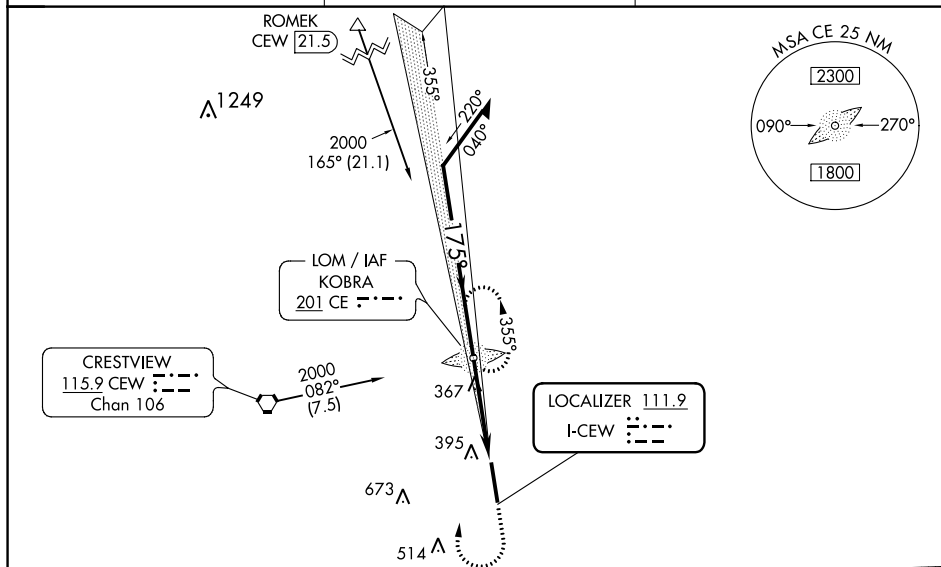 ROMEK
CEW 21.5
1249
2000
165° (21.1)
355°
220°
040°
175°
MSA CE 25 NM
2300
090°
270°
1800
LOM / IAF
KOBRA
201 CE
355°
CRESTVIEW
115.9 CEW
Chan 106
2000
082°
(7.5)
367
LOCALIZER 111.9
I-CEW
395
673
514